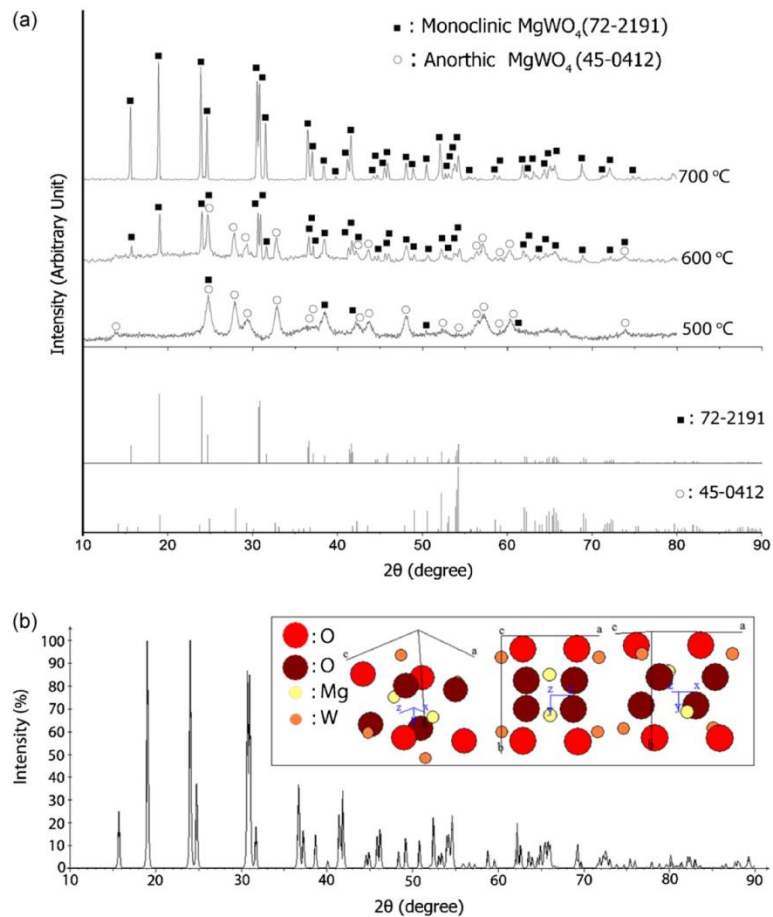 (a)
■ : Monoclinic MgWO₄(72-2191)
○ : Anorthic MgWO₄(45-0412)
Intensity (Arbitrary Unit)
700 ℃
600 ℃
500 ℃
■ : 72-2191
○ : 45-0412
10 20 30 40 50 60 70 80 90
2θ (degree)
(b)
Intensity (%)
100
90
80
70
60
50
40
30
20
10
0
: O
: O
: Mg
: W
c a z x
c a z b
c a z x y b
10 20 30 40 50 60 70 80 90
2θ (degree)